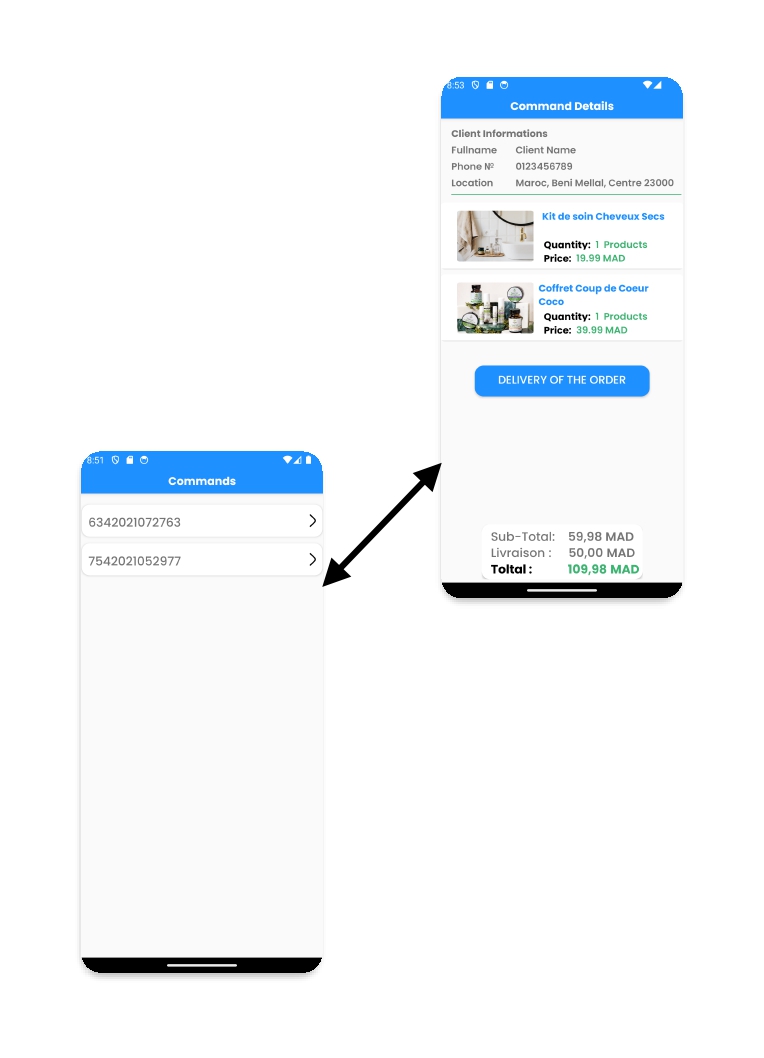 8:53
Command Details
Client Informations
Fullname Client Name
Phone Nº 0123456789
Location Maroc, Beni Mellal, Centre 23000
Kit de soin Cheveux Secs
Quantity: 1 Products
Price: 19.99 MAD
Coffret Coup de Coeur
Coco
Quantity: 1 Products
Price: 39.99 MAD
DELIVERY OF THE ORDER
Sub-Total: 59,98 MAD
Livraison : 50,00 MAD
Toltal : 109,98 MAD
8:51
Commands
6342021072763
7542021052977